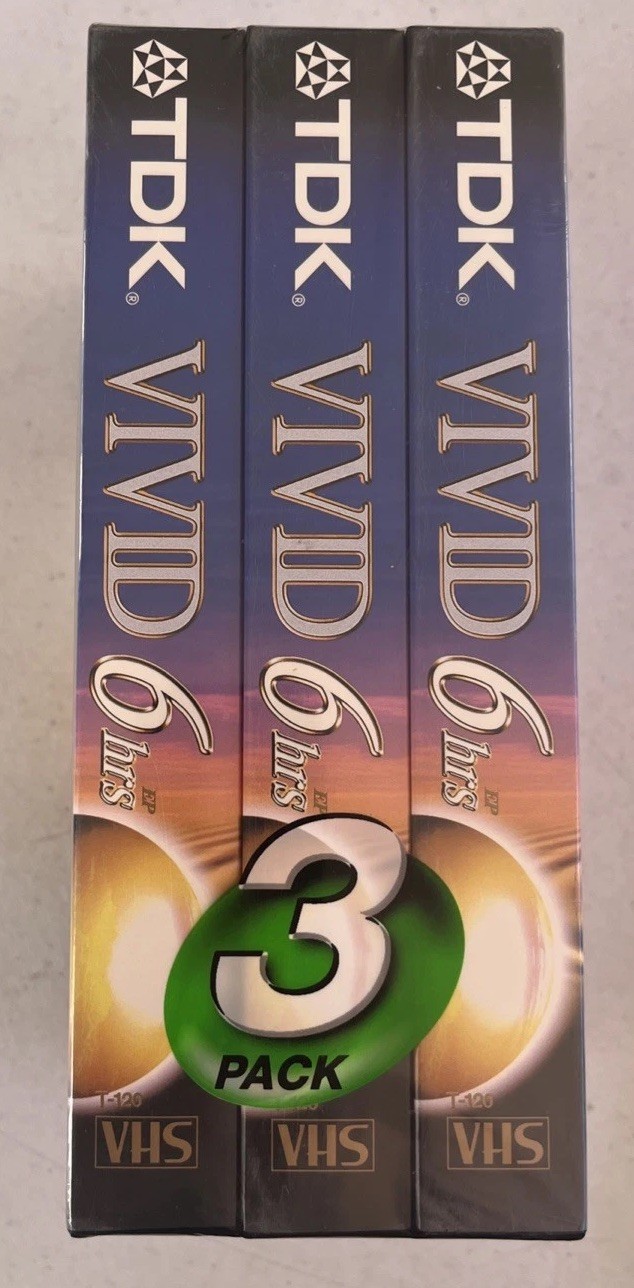 TDK®
VIVID
6 hrs EP
T-120
VHS
TDK®
VIVID
6 hrs EP
VHS
TDK®
VIVID
6 hrs EP
T-120
VHS
3
PACK